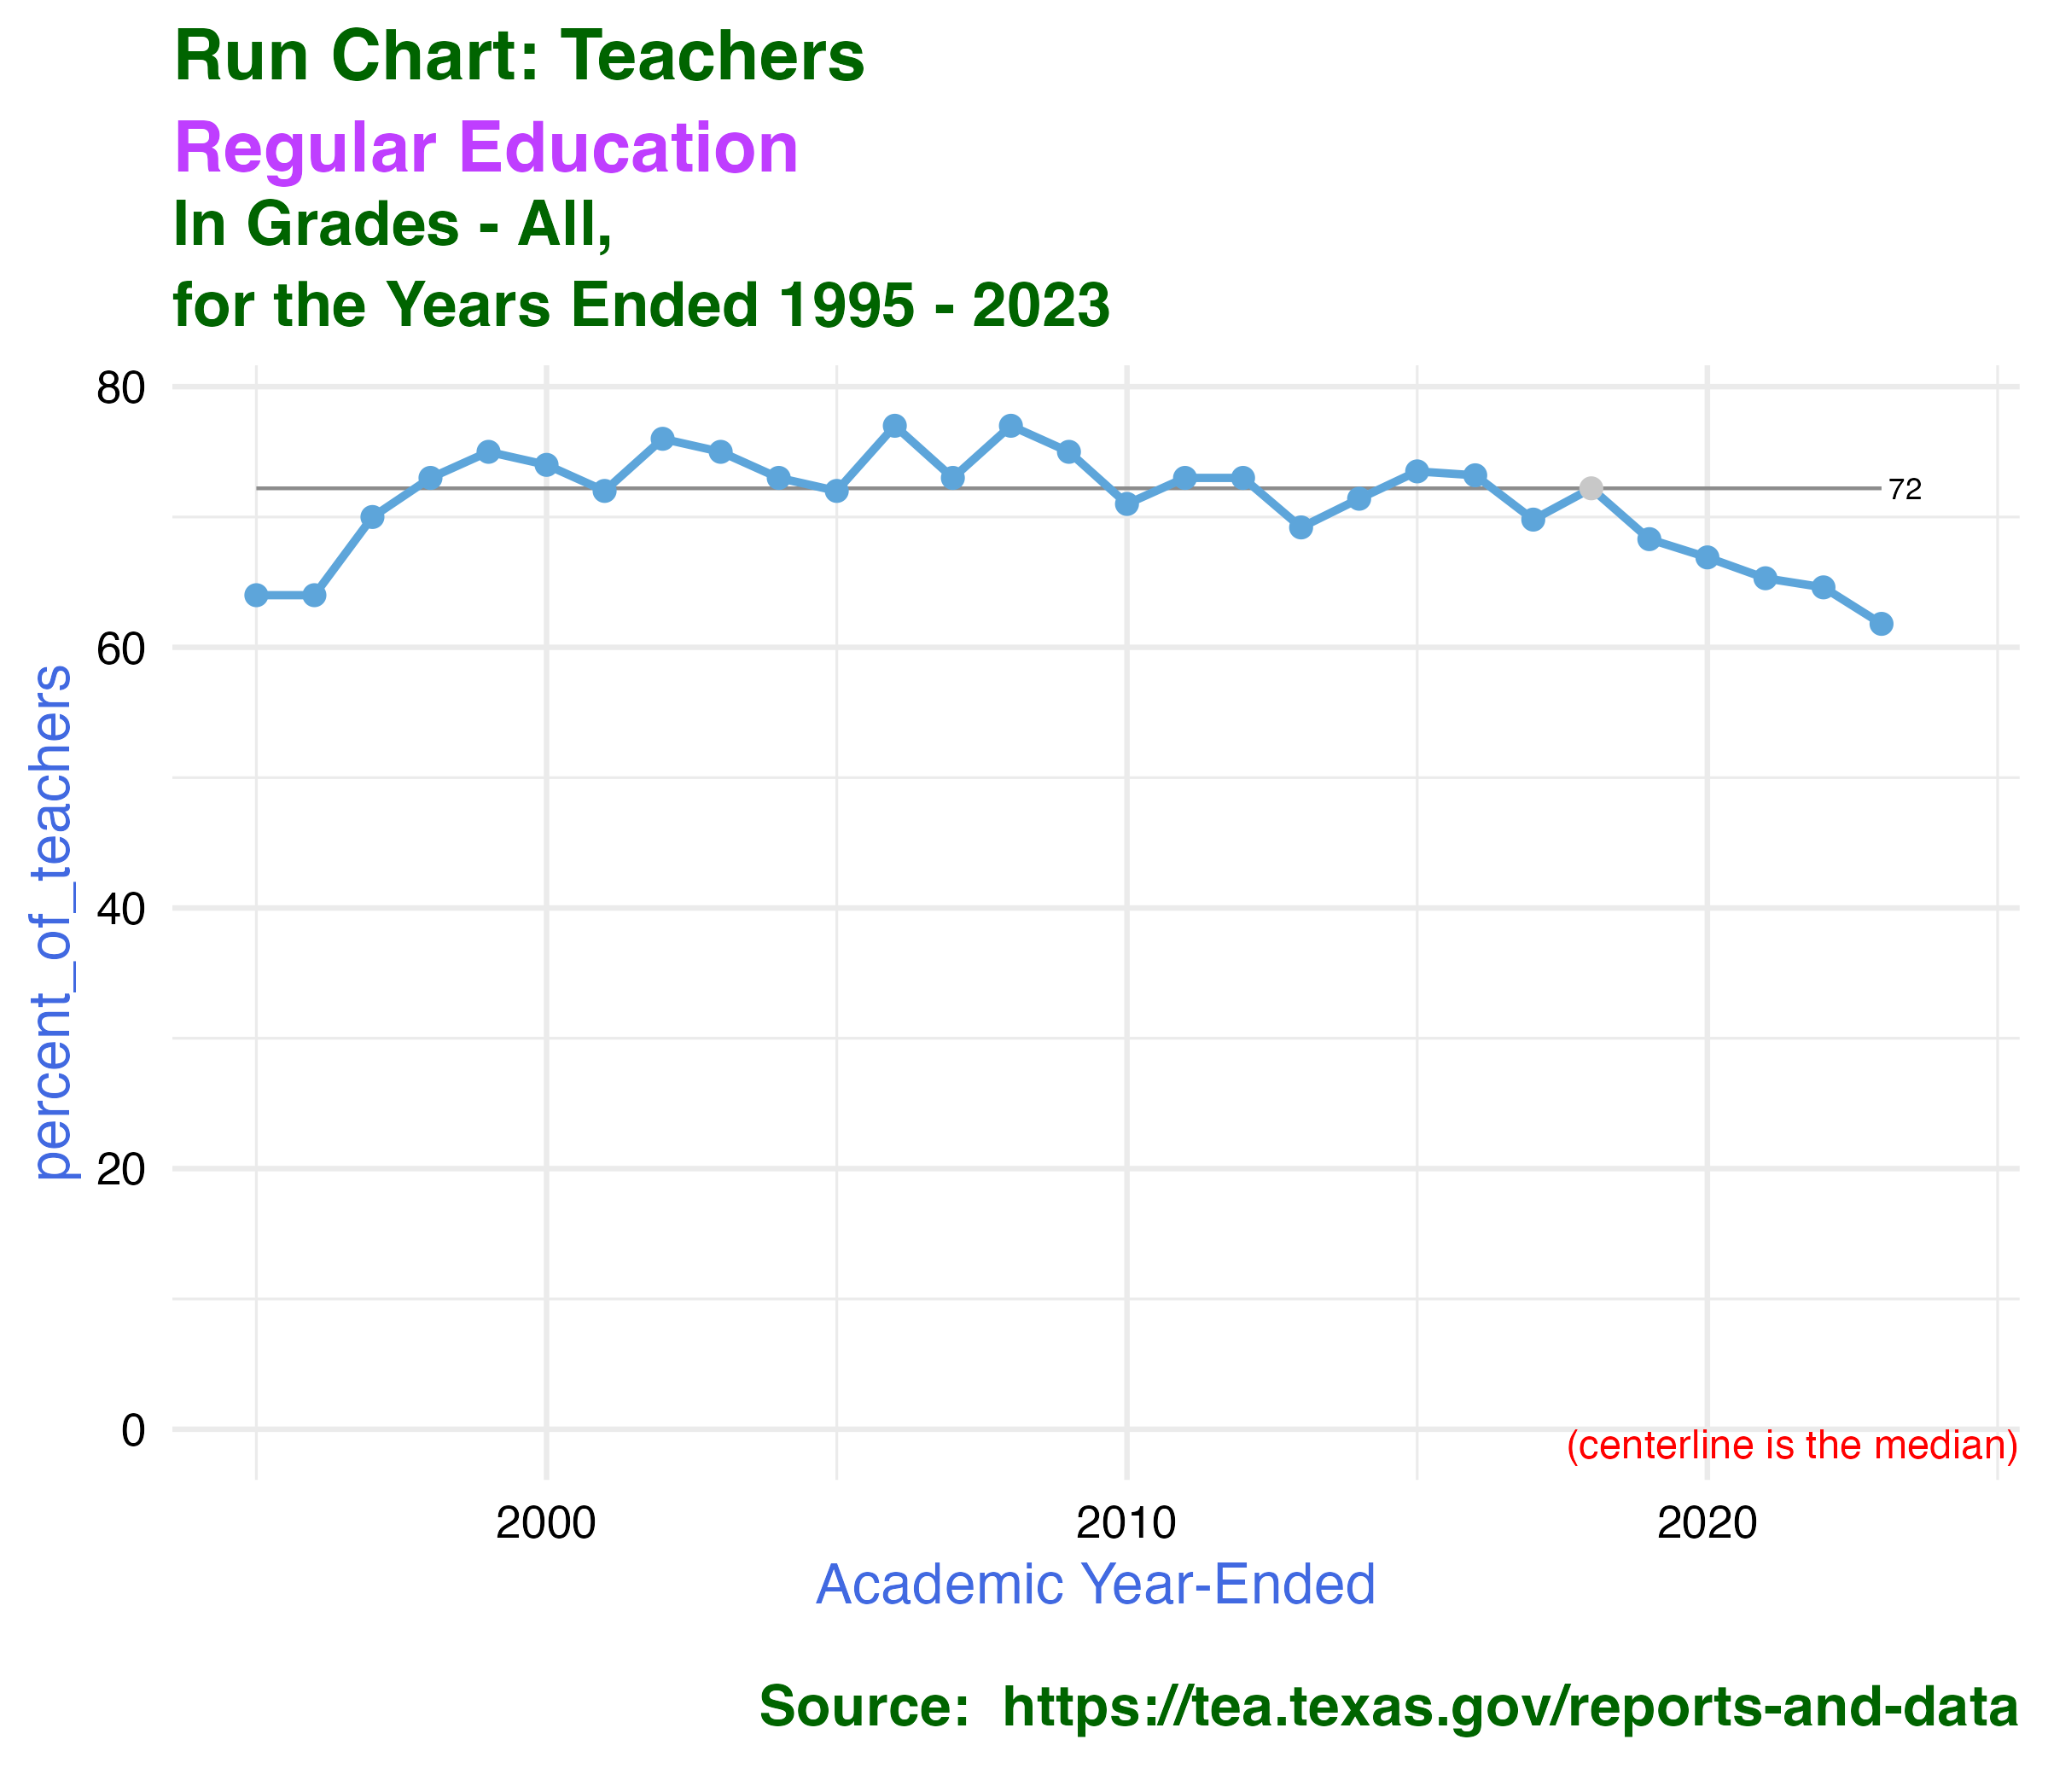 Run Chart: Teachers
Regular Education
In Grades - All,
for the Years Ended 1995 - 2023
80
60
40
20
0
percent_of_teachers
72
(centerline is the median)
2000 2010 2020
Academic Year-Ended
Source:  https://tea.texas.gov/reports-and-data